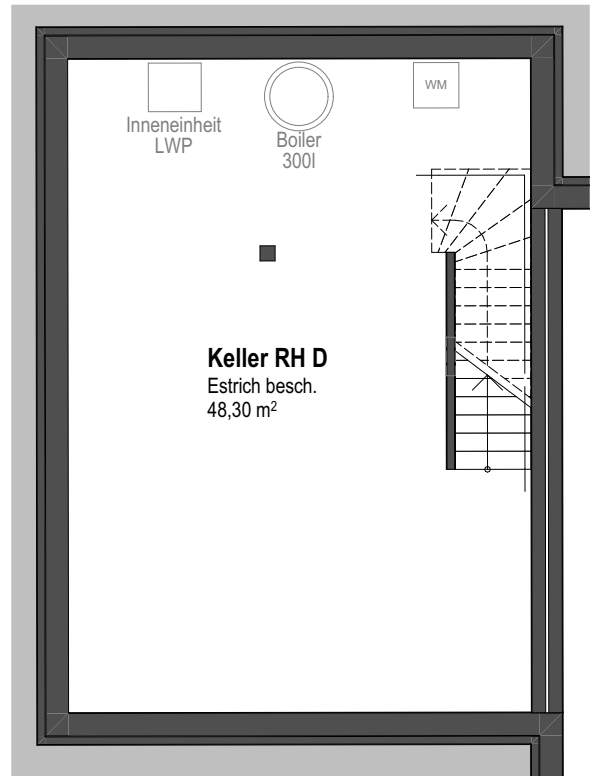 Inneneinheit
LWP
Boiler
300l
WM
Keller RH D
Estrich besch.
48,30 m²